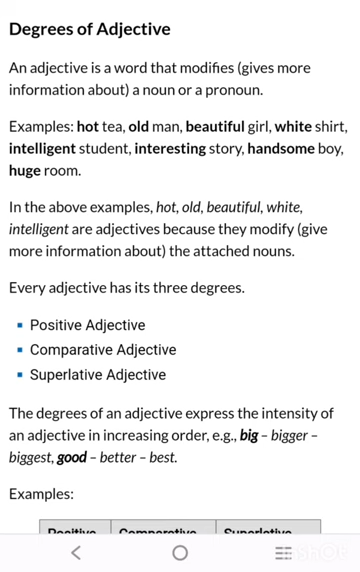 Degrees of Adjective
An adjective is a word that modifies (gives more
information about) a noun or a pronoun.
Examples: hot tea, old man, beautiful girl, white shirt,
intelligent student, interesting story, handsome boy,
huge room.
In the above examples, hot, old, beautiful, white,
intelligent are adjectives because they modify (give
more information about) the attached nouns.
Every adjective has its three degrees.
Positive Adjective
Comparative Adjective
Superlative Adjective
The degrees of an adjective express the intensity of
an adjective in increasing order, e.g., big – bigger –
biggest, good – better – best.
Examples:
Positive Comparative Superlative